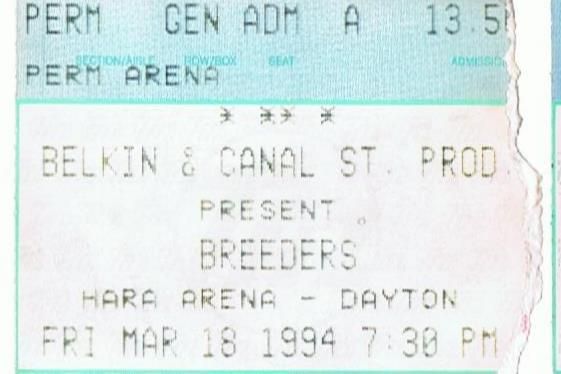 PERM GEN ADM A 13.5
SECTION/AISLE ROW/BOX SEAT ADMISSI
PERM ARENA
* ** *
BELKIN & CANAL ST. PROD.
PRESENT
BREEDERS
HARA ARENA - DAYTON
FRI MAR 18 1994 7:30 PM